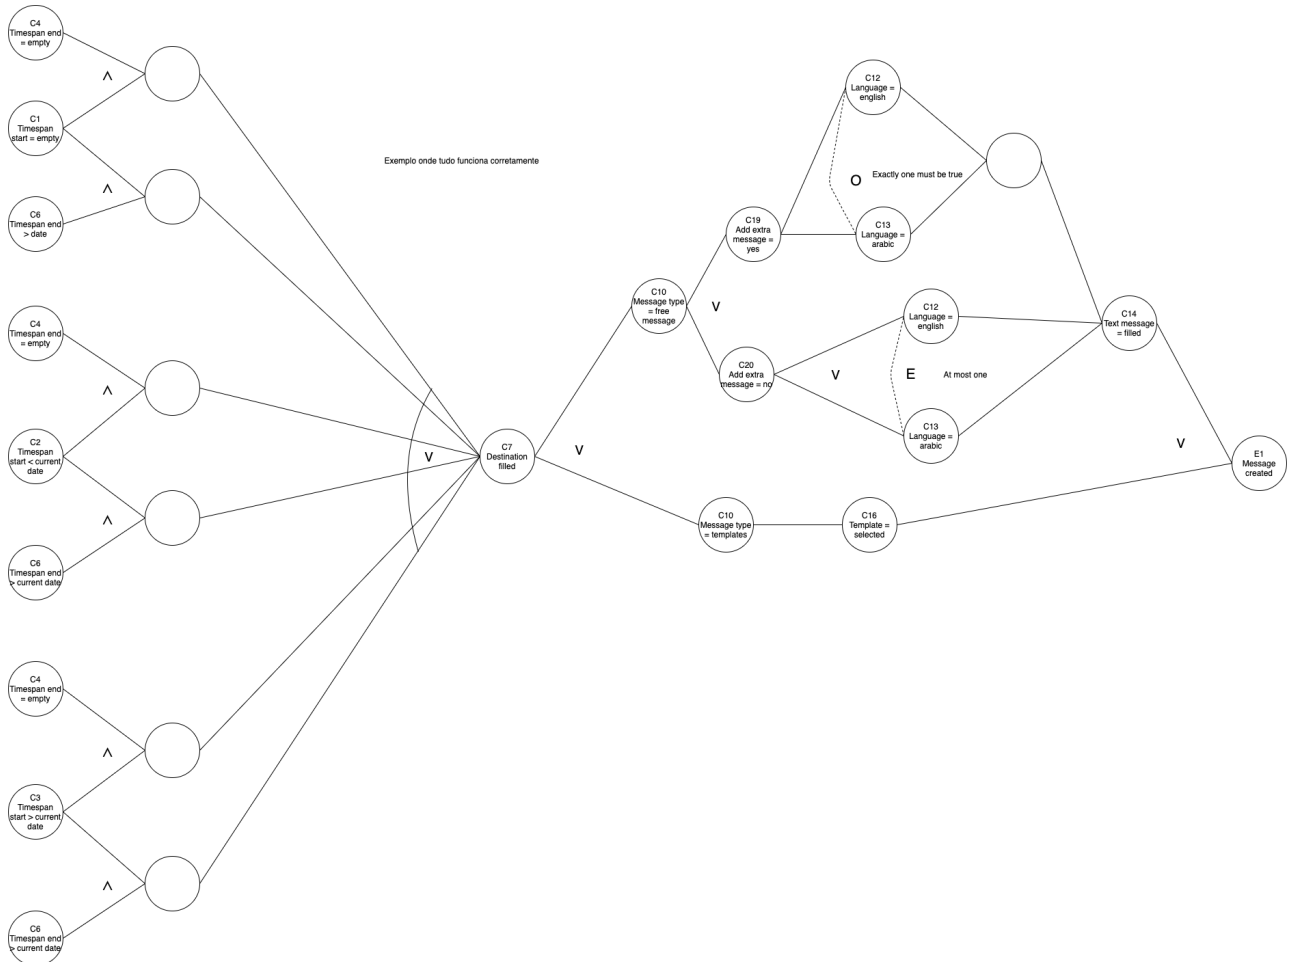 C4
Timespan end
= empty
^
C1
Timespan
start = empty
^
C6
Timespan end
> date
C4
Timespan end
= empty
^
C2
Timespan
start < current
date
^
C6
Timespan end
> current date
C4
Timespan end
= empty
^
C3
Timespan
start > current
date
^
C6
Timespan end
> current date
Exemplo onde tudo funciona corretamente
V
C7
Destination
filled
V
C10
Message type
= free
message
V
C19
Add extra
message =
yes
C12
Language =
english
O
Exactly one must be true
C13
Language =
arabic
C20
Add extra
message = no
V
C12
Language =
english
E
At most one
C13
Language =
arabic
C14
Text message
= filled
C10
Message type
= templates
C16
Template =
selected
V
E1
Message
created